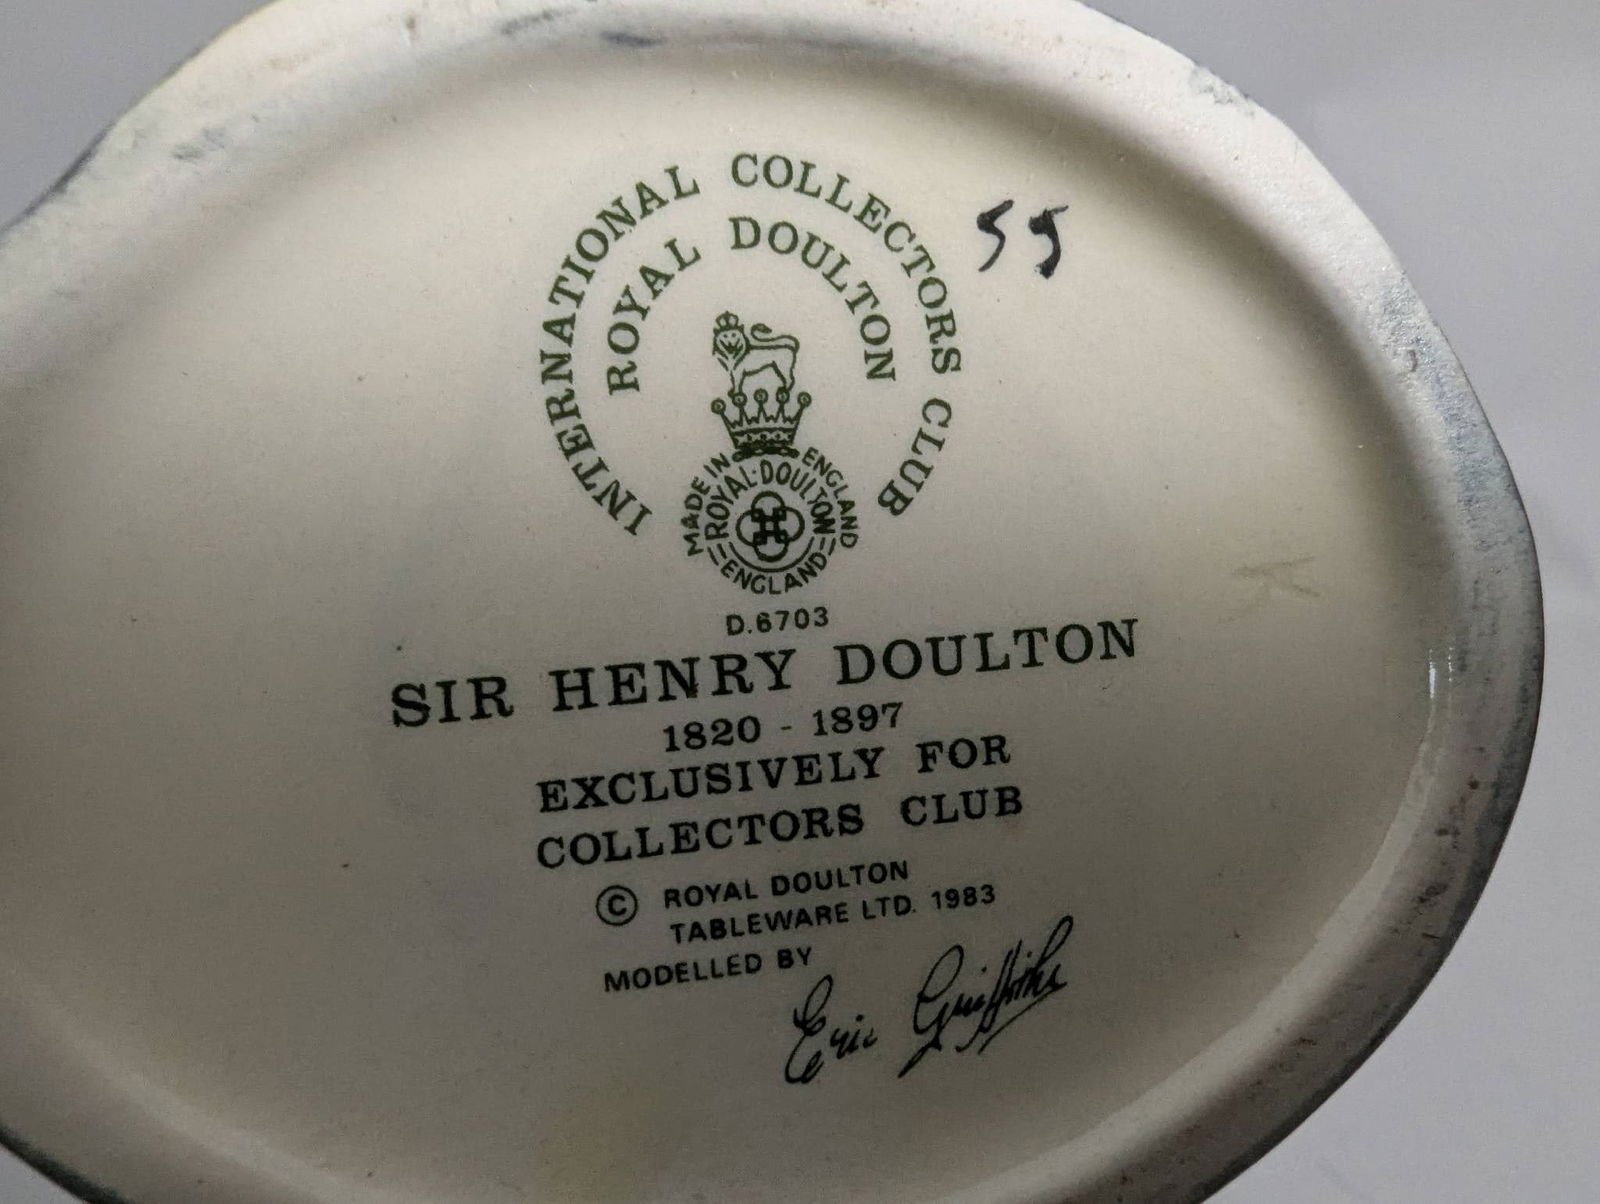 INTERNATIONAL COLLECTORS CLUB
ROYAL DOULTON
55
MADE IN ENGLAND
ROYAL·DOULTON
ENGLAND
D.6703
SIR HENRY DOULTON
1820 - 1897
EXCLUSIVELY FOR
COLLECTORS CLUB
© ROYAL DOULTON
TABLEWARE LTD. 1983
MODELLED BY
Eric Griffiths